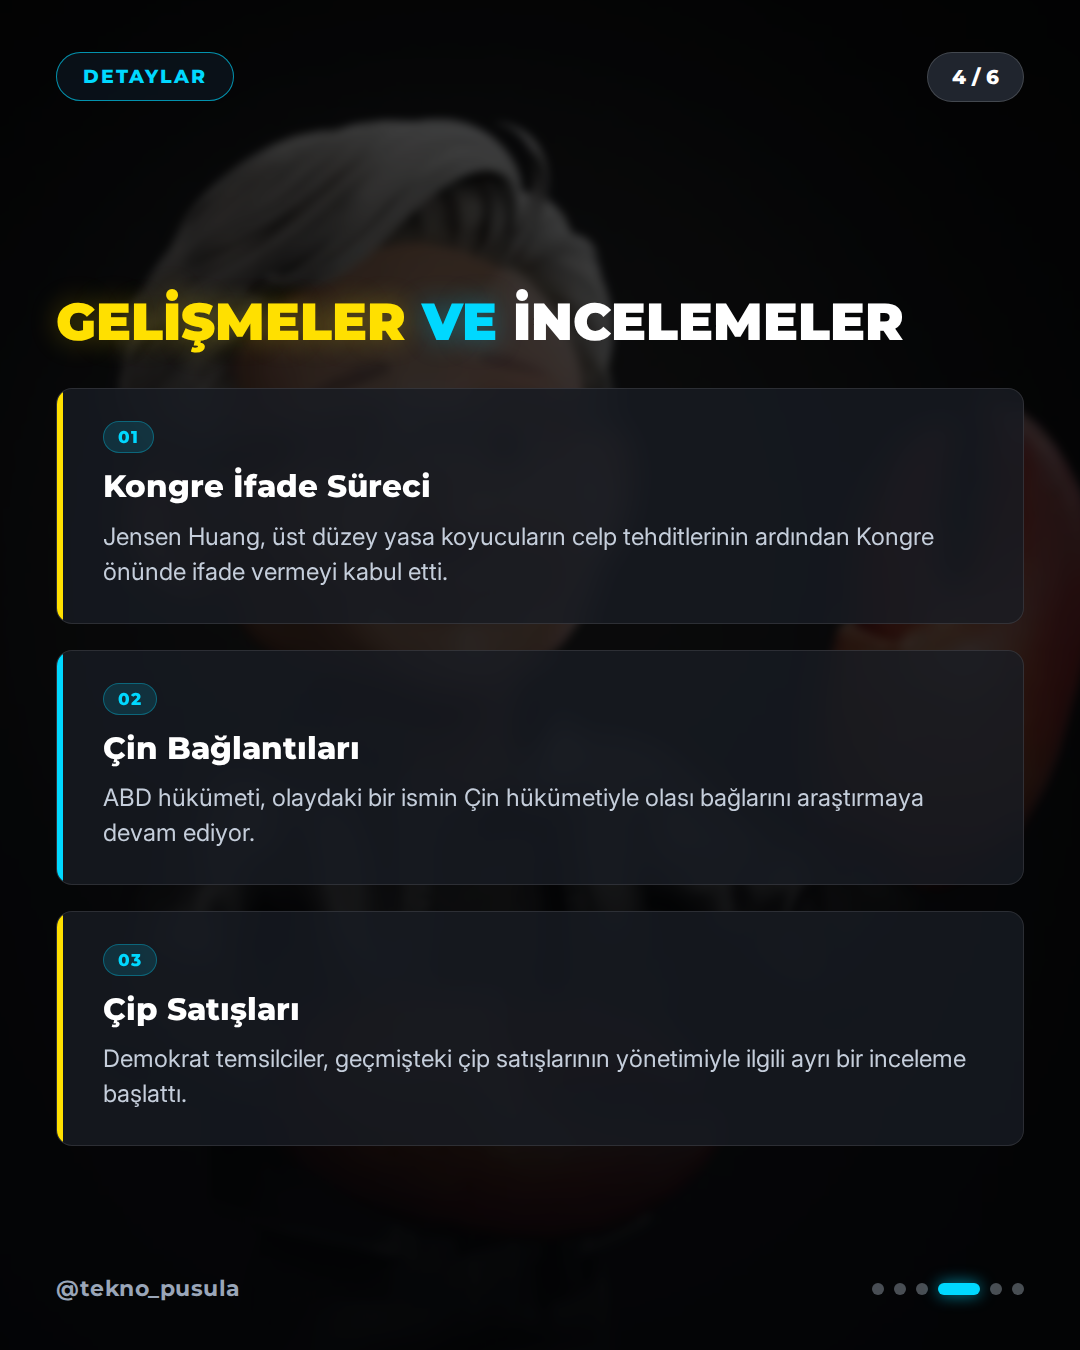 DETAYLAR
4 / 6
GELİŞMELER VE İNCELEMELER
01
Kongre İfade Süreci
Jensen Huang, üst düzey yasa koyucuların celp tehditlerinin ardından Kongre
önünde ifade vermeyi kabul etti.
02
Çin Bağlantıları
ABD hükümeti, olaydaki bir ismin Çin hükümetiyle olası bağlarını araştırmaya
devam ediyor.
03
Çip Satışları
Demokrat temsilciler, geçmişteki çip satışlarının yönetimiyle ilgili ayrı bir inceleme
başlattı.
@tekno_pusula